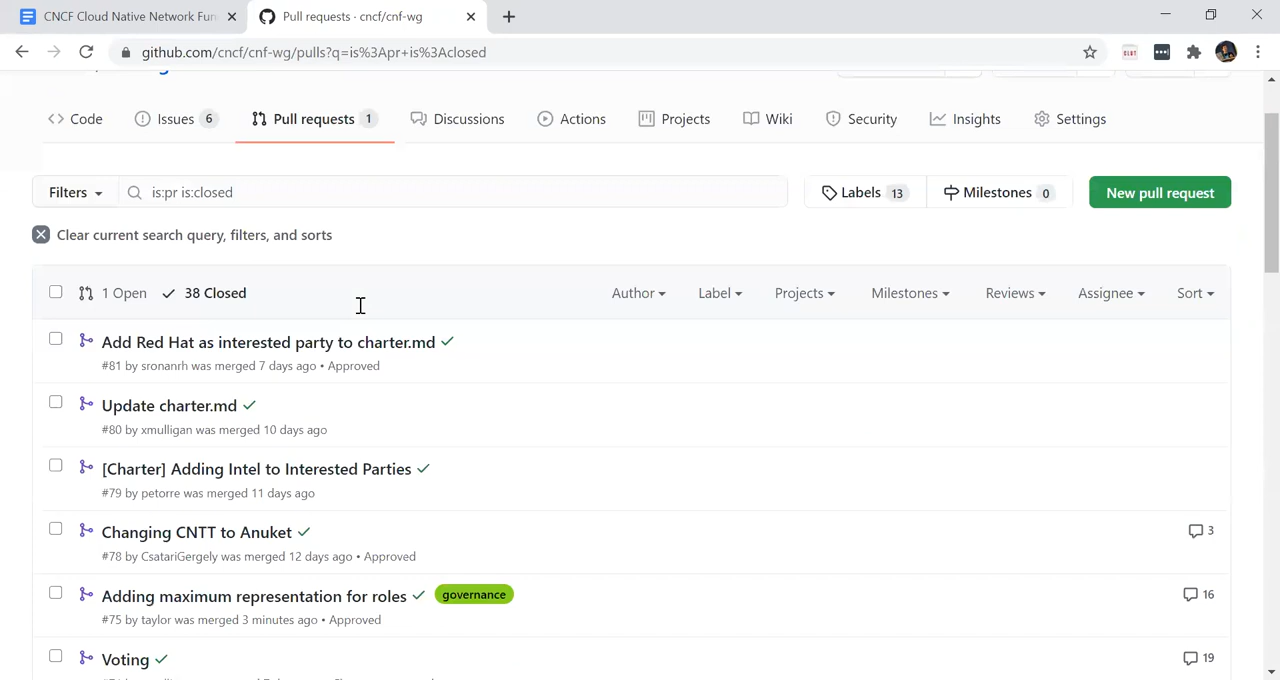 CNCF Cloud Native Network Fun
Pull requests · cncf/cnf-wg
github.com/cncf/cnf-wg/pulls?q=is%3Apr+is%3Aclosed
Code
Issues 6
Pull requests 1
Discussions
Actions
Projects
Wiki
Security
Insights
Settings
Filters
is:pr is:closed
Labels 13
Milestones 0
New pull request
Clear current search query, filters, and sorts
1 Open
38 Closed
Author
Label
Projects
Milestones
Reviews
Assignee
Sort
Add Red Hat as interested party to charter.md
#81 by sronanrh was merged 7 days ago • Approved
Update charter.md
#80 by xmulligan was merged 10 days ago
[Charter] Adding Intel to Interested Parties
#79 by petorre was merged 11 days ago
Changing CNTT to Anuket
3
#78 by CsatariGergely was merged 12 days ago • Approved
Adding maximum representation for roles
governance
16
#75 by taylor was merged 3 minutes ago • Approved
Voting
19